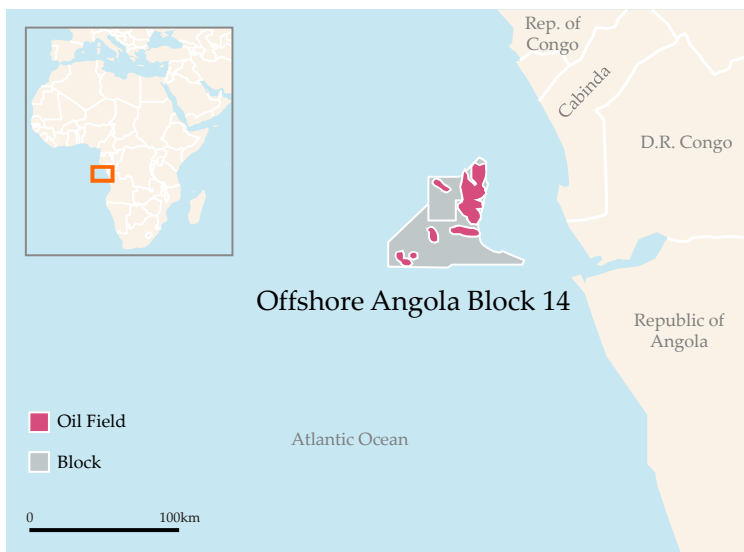 Rep. of
Congo
Cabinda
D.R. Congo
Offshore Angola Block 14
Republic of
Angola
Oil Field
Atlantic Ocean
Block
0 100km